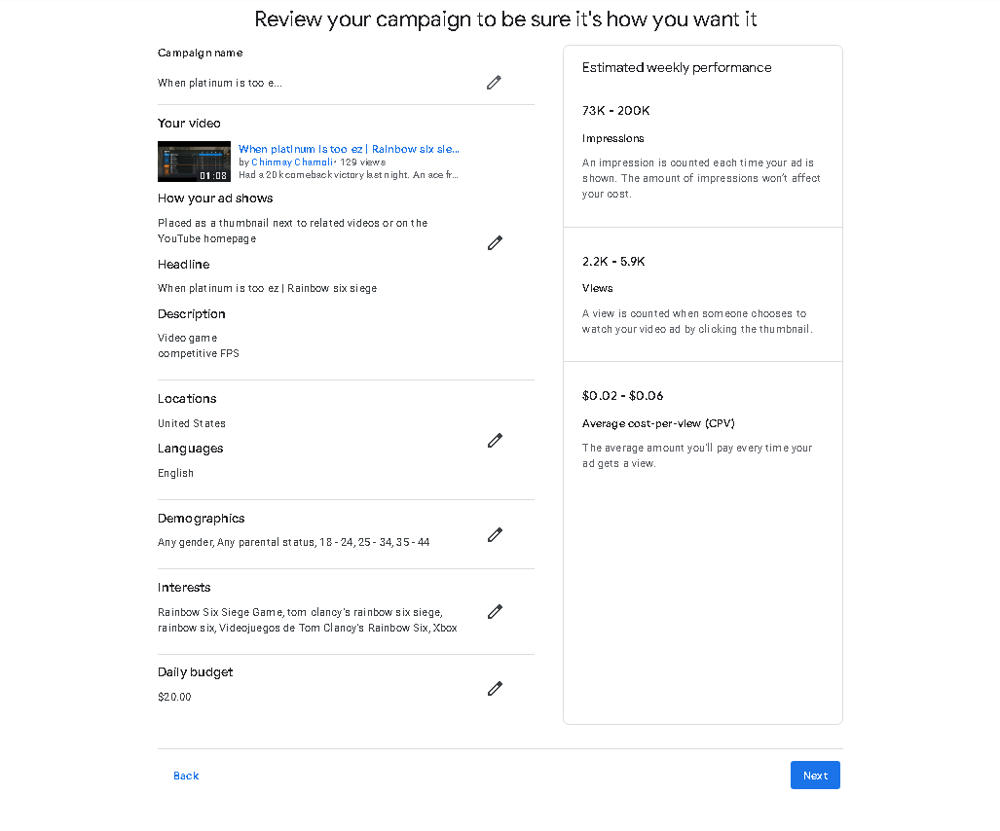 Review your campaign to be sure it's how you want it
Campaign name
When platinum is too e...
Your video
01:08
When platinum is too ez | Rainbow six sie...
by Chinmay Chamoli • 129 views
Had a 20k comeback victory last night. An ace fr...
How your ad shows
Placed as a thumbnail next to related videos or on the
YouTube homepage
Headline
When platinum is too ez | Rainbow six siege
Description
Video game
competitive FPS
Locations
United States
Languages
English
Demographics
Any gender, Any parental status, 18 - 24, 25 - 34, 35 - 44
Interests
Rainbow Six Siege Game, tom clancy's rainbow six siege,
rainbow six, Videojuegos de Tom Clancy's Rainbow Six, Xbox
Daily budget
$20.00
Estimated weekly performance
73K - 200K
Impressions
An impression is counted each time your ad is
shown. The amount of impressions won't affect
your cost.
2.2K - 5.9K
Views
A view is counted when someone chooses to
watch your video ad by clicking the thumbnail.
$0.02 - $0.06
Average cost-per-view (CPV)
The average amount you'll pay every time your
ad gets a view.
Back
Next